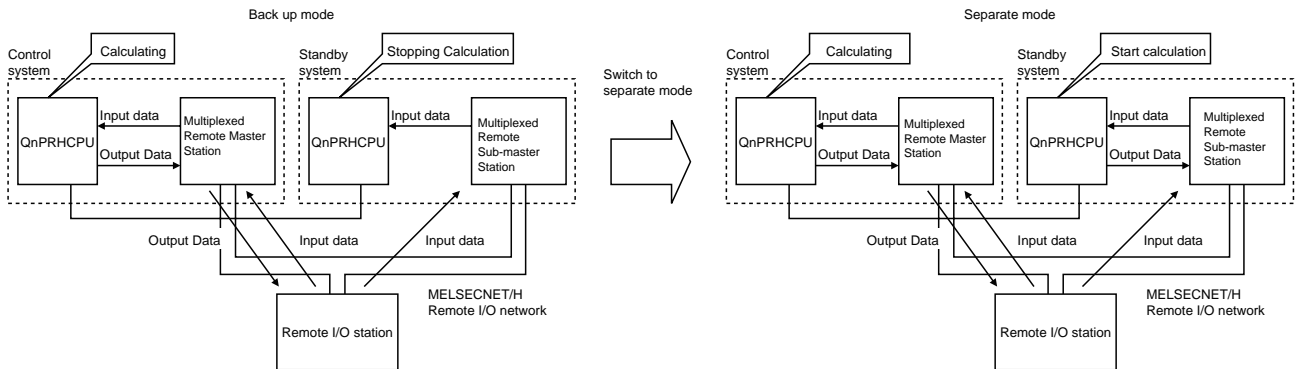 Back up mode
Control
system
Calculating
QnPRHCPU
Input data
Output Data
Multiplexed
Remote Master
Station
Standby
system
Stopping Calculation
QnPRHCPU
Input data
Multiplexed
Remote
Sub-master
Station
Output Data
Input data
Input data
MELSECNET/H
Remote I/O network
Remote I/O station
Switch to
separate mode
Separate mode
Control
system
Calculating
QnPRHCPU
Input data
Output Data
Multiplexed
Remote Master
Station
Standby
system
Start calculation
QnPRHCPU
Input data
Output Data
Multiplexed
Remote
Sub-master
Station
Output Data
Input data
Input data
MELSECNET/H
Remote I/O network
Remote I/O station